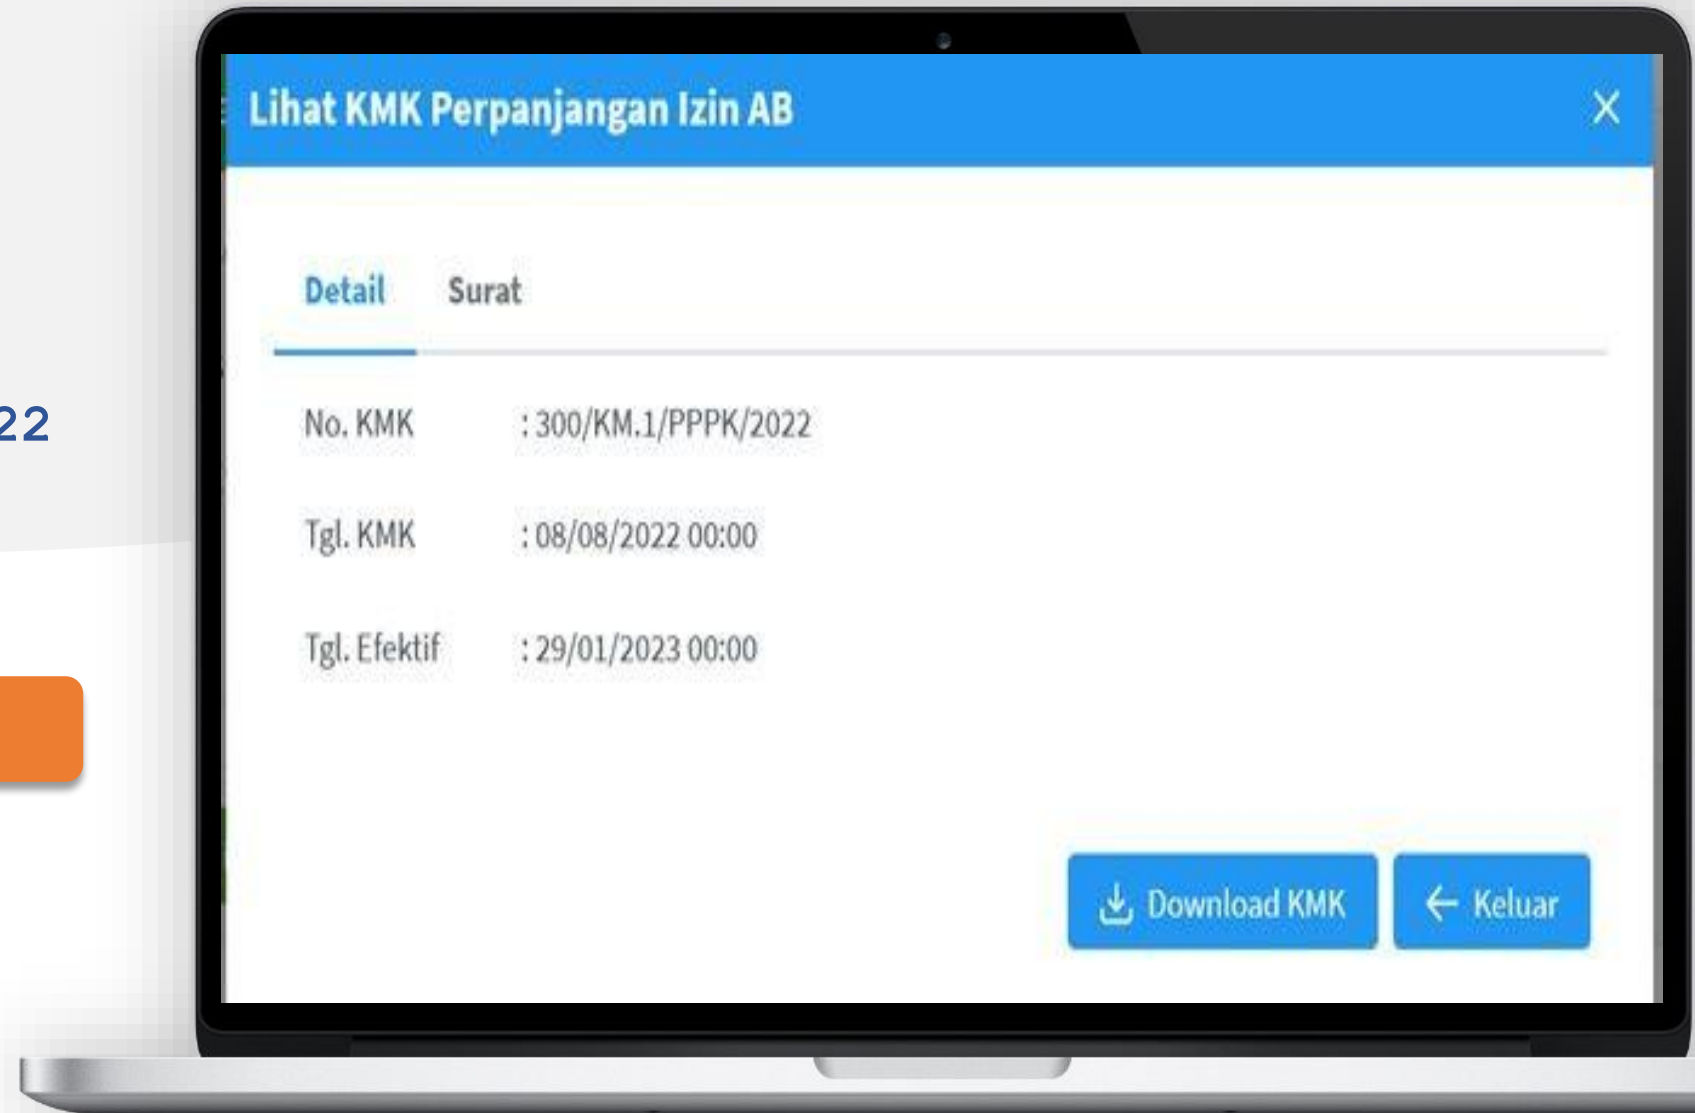 Lihat KMK Perpanjangan Izin AB
Detail Surat
22
No. KMK : 300/KM.1/PPPK/2022
Tgl. KMK : 08/08/2022 00:00
Tgl. Efektif : 29/01/2023 00:00
Download KMK Keluar